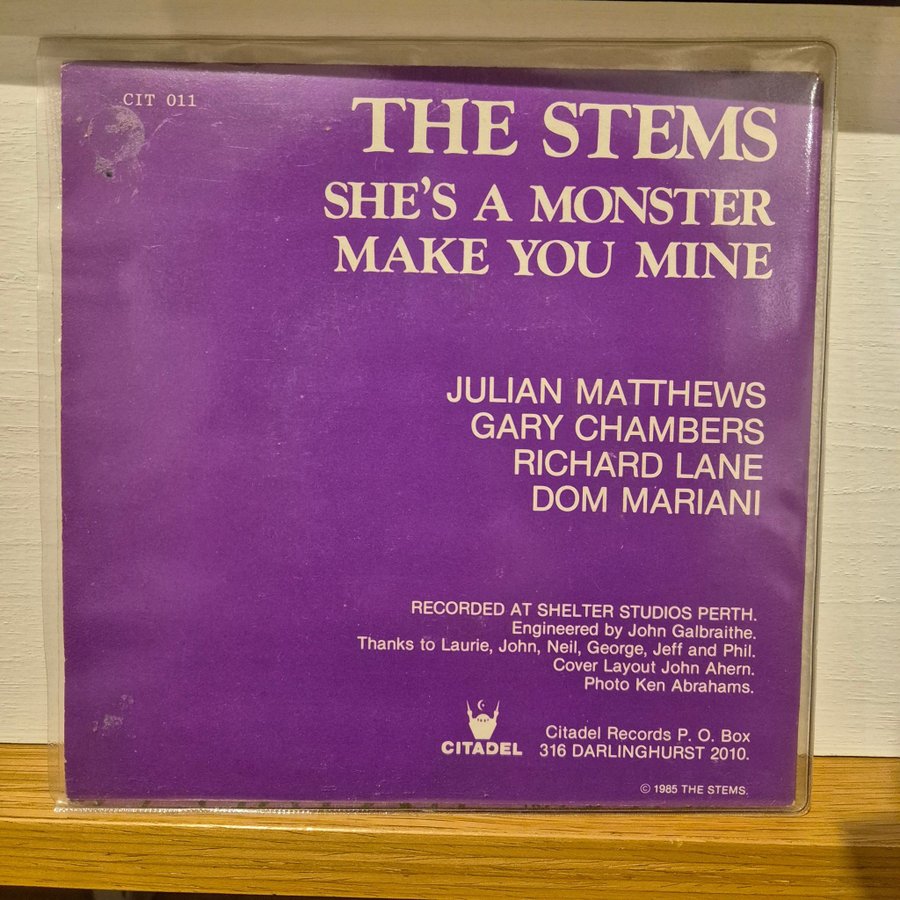 CIT 011
THE STEMS
SHE'S A MONSTER
MAKE YOU MINE
JULIAN MATTHEWS
GARY CHAMBERS
RICHARD LANE
DOM MARIANI
RECORDED AT SHELTER STUDIOS PERTH.
Engineered by John Galbraithe.
Thanks to Laurie, John, Neil, George, Jeff and Phil.
Cover Layout John Ahern.
Photo Ken Abrahams.
CITADEL
Citadel Records P. O. Box
316 DARLINGHURST 2010.
© 1985 THE STEMS.